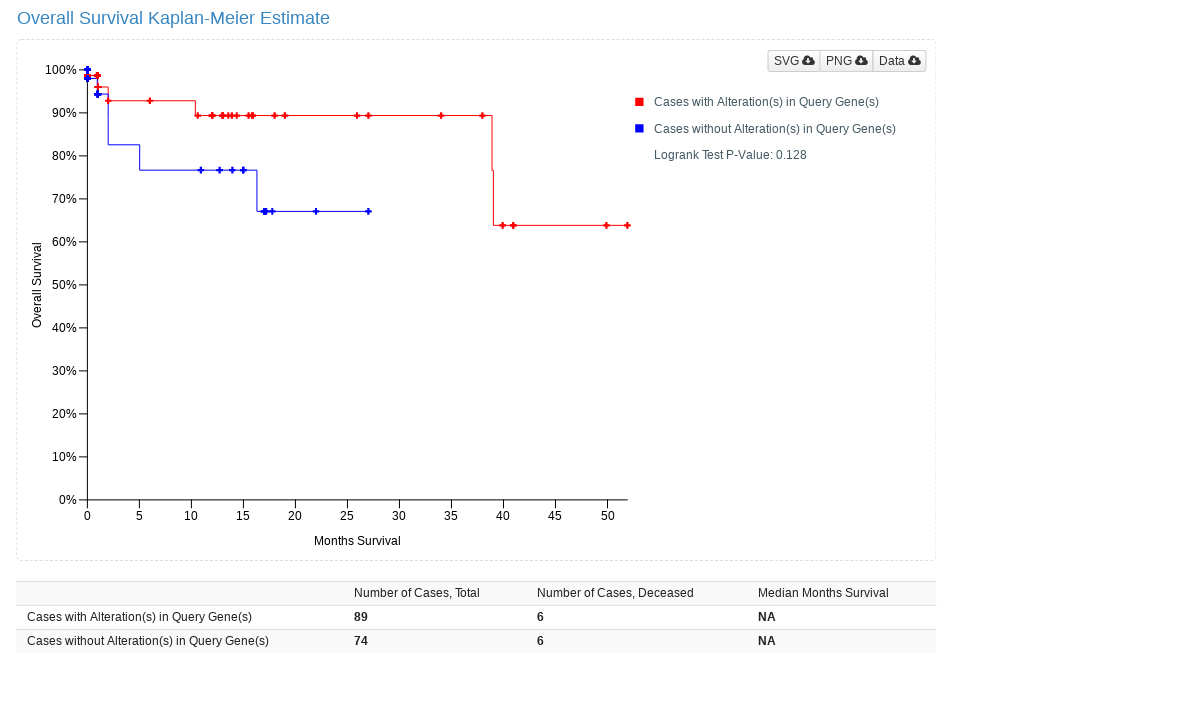 Overall Survival Kaplan-Meier Estimate
SVG PNG Data
Cases with Alteration(s) in Query Gene(s)
Cases without Alteration(s) in Query Gene(s)
Logrank Test P-Value: 0.128
100%
90%
80%
70%
60%
50%
40%
30%
20%
10%
0%
Overall Survival
0 5 10 15 20 25 30 35 40 45 50
Months Survival
Number of Cases, Total Number of Cases, Deceased Median Months Survival
Cases with Alteration(s) in Query Gene(s) 89 6 NA
Cases without Alteration(s) in Query Gene(s) 74 6 NA